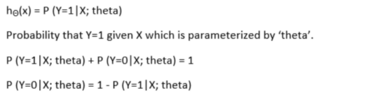 hΘ(x) = P (Y=1|X; theta)
Probability that Y=1 given X which is parameterized by 'theta'.
P (Y=1|X; theta) + P (Y=0|X; theta) = 1
P (Y=0|X; theta) = 1 - P (Y=1|X; theta)